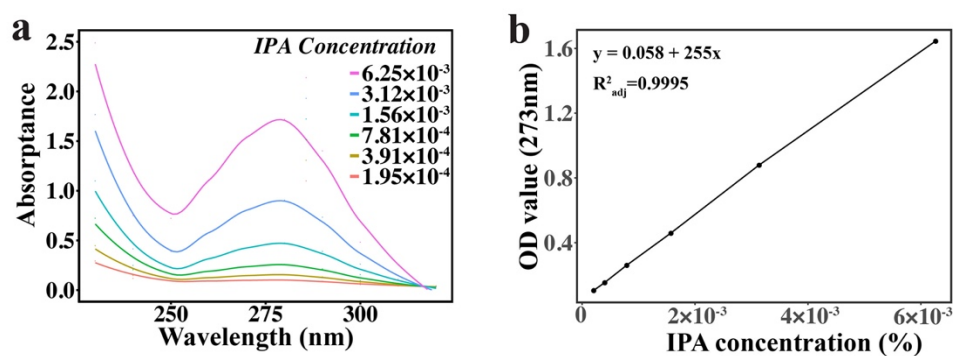 a
IPA Concentration
6.25×10⁻³
3.12×10⁻³
1.56×10⁻³
7.81×10⁻⁴
3.91×10⁻⁴
1.95×10⁻⁴
Absorptance
2.5
2.0
1.5
1.0
0.5
0.0
250
275
300
Wavelength (nm)
b
y = 0.058 + 255x
R²adj=0.9995
OD value (273nm)
1.6
1.2
0.8
0.4
0
2×10⁻³
4×10⁻³
6×10⁻³
IPA concentration (%)